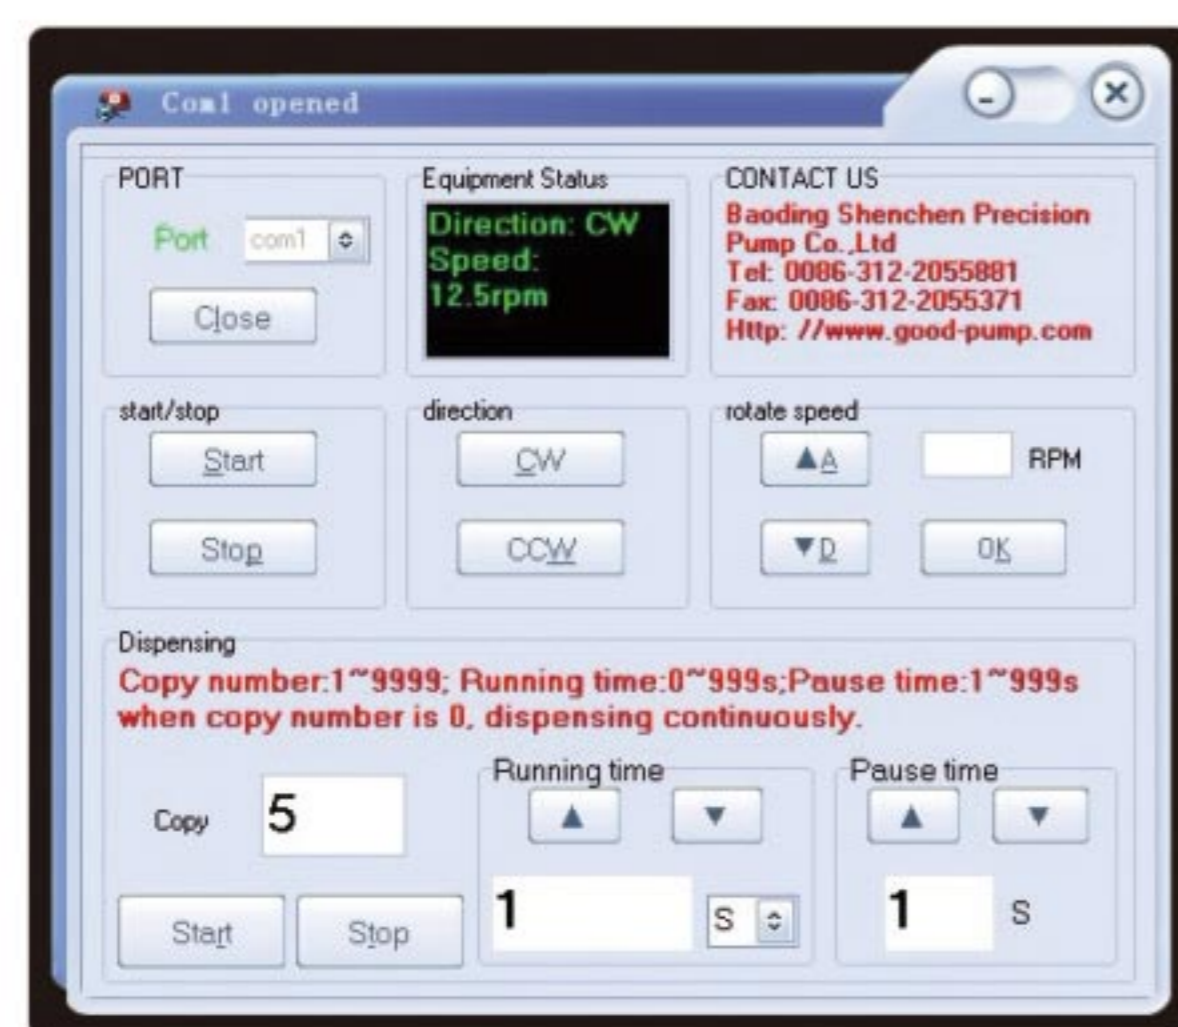 Com1 opened
PORT
Port com1
Close
Equipment Status
Direction: CW
Speed:
12.5rpm
CONTACT US
Baoding Shenchen Precision
Pump Co.,Ltd
Tel: 0086-312-2055881
Fax: 0086-312-2055371
Http: //www.good-pump.com
start/stop
Start
Stop
direction
CW
CCW
rotate speed
▲A RPM
▼D OK
Dispensing
Copy number:1~9999; Running time:0~999s;Pause time:1~999s
when copy number is 0, dispensing continuously.
Copy 5
Start Stop
Running time
▲ ▼
1 S
Pause time
▲ ▼
1 S